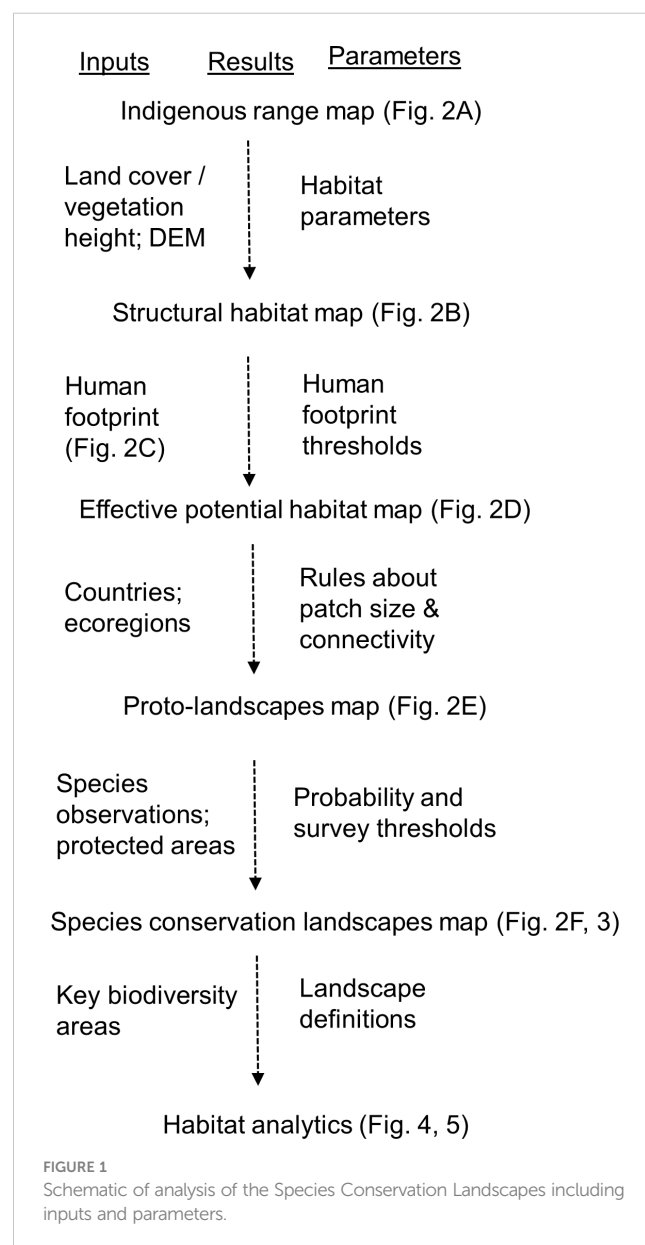 Inputs Results Parameters
Indigenous range map (Fig. 2A)
Land cover /
vegetation
height; DEM
Habitat
parameters
Structural habitat map (Fig. 2B)
Human
footprint
(Fig. 2C)
Human
footprint
thresholds
Effective potential habitat map (Fig. 2D)
Countries;
ecoregions
Rules about
patch size &
connectivity
Proto-landscapes map (Fig. 2E)
Species
observations;
protected areas
Probability and
survey thresholds
Species conservation landscapes map (Fig. 2F, 3)
Key biodiversity
areas
Landscape
definitions
Habitat analytics (Fig. 4, 5)
FIGURE 1
Schematic of analysis of the Species Conservation Landscapes including
inputs and parameters.